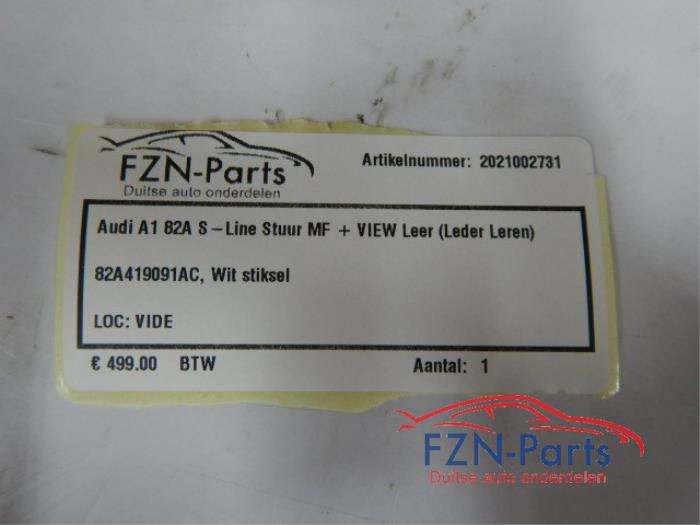 FZN-Parts
Duitse auto onderdelen
Artikelnummer: 2021002731
Audi A1 82A S-Line Stuur MF + VIEW Leer (Leder Leren)
82A419091AC, Wit stiksel
LOC: VIDE
€ 499.00 BTW
Aantal: 1
FZN-Parts
Duitse auto onderdelen